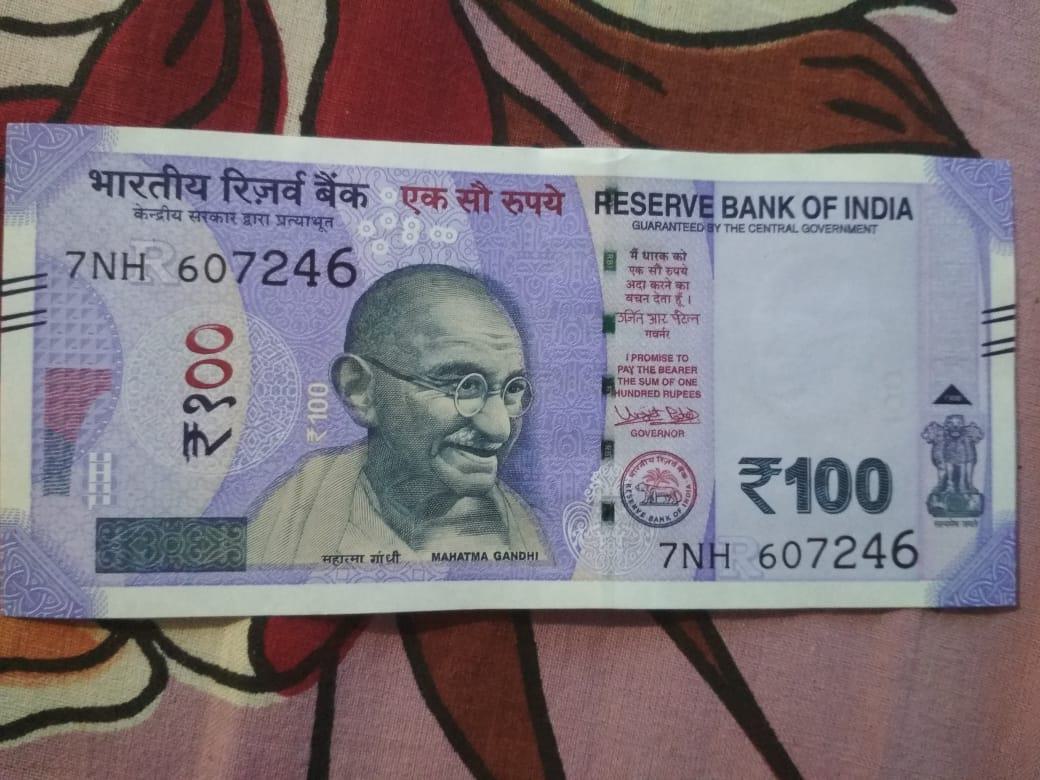 भारतीय रिज़र्व बैंक
केन्द्रीय सरकार द्वारा प्रत्याभूत
एक सौ रुपये
RESERVE BANK OF INDIA
GUARANTEED BY THE CENTRAL GOVERNMENT
7NH 607246
₹१००
₹100
मैं धारक को
एक सौ रुपये
अदा करने का
वचन देता हूँ ।
उर्जित आर पटेल
गवर्नर
I PROMISE TO
PAY THE BEARER
THE SUM OF ONE
HUNDRED RUPEES
Urjit Patel
GOVERNOR
भारतीय रिज़र्व बैंक
RESERVE BANK OF INDIA
₹100
सत्यमेव जयते
महात्मा गांधी
MAHATMA GANDHI
7NH 607246